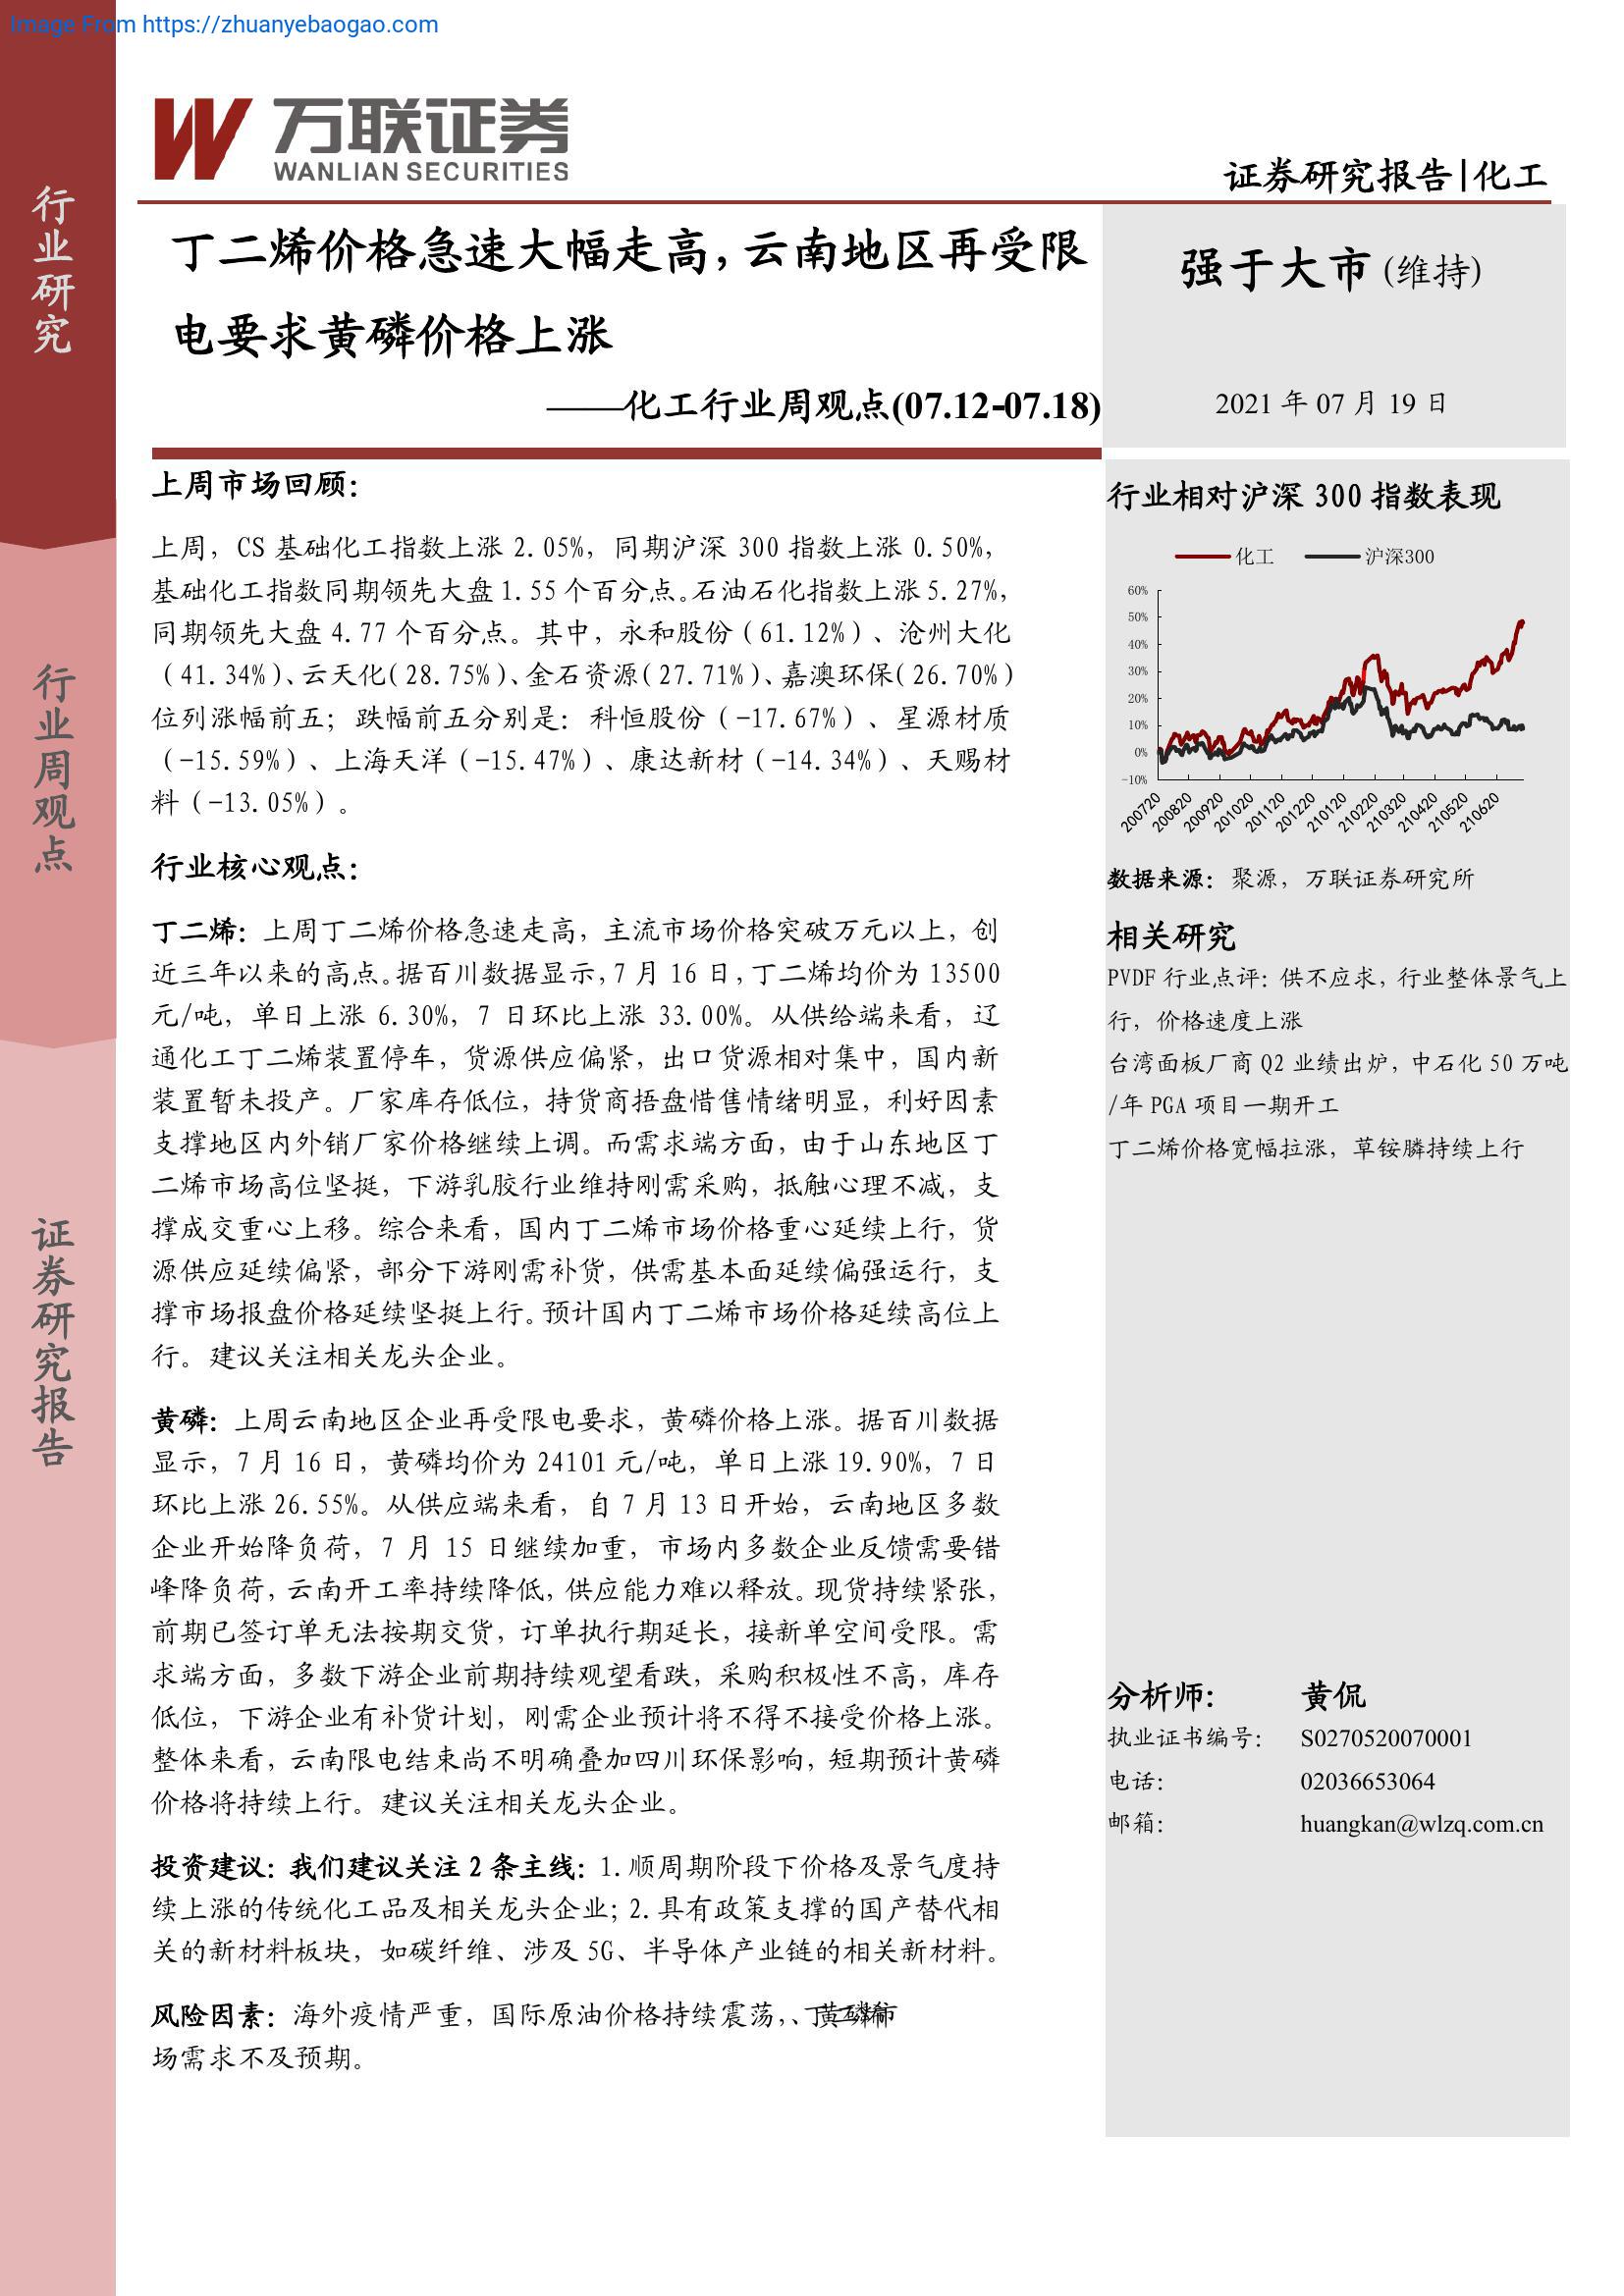 Image From https://zhuanyebaogao.com
行业研究
行业周观点
证券研究报告
万联证券
WANLIAN SECURITIES
证券研究报告|化工
丁二烯价格急速大幅走高，云南地区再受限
电要求黄磷价格上涨
——化工行业周观点(07.12-07.18)
强于大市(维持)
2021 年 07 月 19 日
上周市场回顾：
上周，CS 基础化工指数上涨 2.05%，同期沪深 300 指数上涨 0.50%，
基础化工指数同期领先大盘 1.55 个百分点。石油石化指数上涨 5.27%，
同期领先大盘 4.77 个百分点。其中，永和股份（61.12%）、沧州大化
（41.34%）、云天化（28.75%）、金石资源（27.71%）、嘉澳环保（26.70%）
位列涨幅前五；跌幅前五分别是：科恒股份（-17.67%）、星源材质
（-15.59%）、上海天洋（-15.47%）、康达新材（-14.34%）、天赐材
料（-13.05%）。
行业核心观点：
丁二烯：上周丁二烯价格急速走高，主流市场价格突破万元以上，创
近三年以来的高点。据百川数据显示，7 月 16 日，丁二烯均价为 13500
元/吨，单日上涨 6.30%，7 日环比上涨 33.00%。从供给端来看，辽
通化工丁二烯装置停车，货源供应偏紧，出口货源相对集中，国内新
装置暂未投产。厂家库存低位，持货商捂盘惜售情绪明显，利好因素
支撑地区内外销厂家价格继续上调。而需求端方面，由于山东地区丁
二烯市场高位坚挺，下游乳胶行业维持刚需采购，抵触心理不减，支
撑成交重心上移。综合来看，国内丁二烯市场价格重心延续上行，货
源供应延续偏紧，部分下游刚需补货，供需基本面延续偏强运行，支
撑市场报盘价格延续坚挺上行。预计国内丁二烯市场价格延续高位上
行。建议关注相关龙头企业。
黄磷：上周云南地区企业再受限电要求，黄磷价格上涨。据百川数据
显示，7 月 16 日，黄磷均价为 24101 元/吨，单日上涨 19.90%，7 日
环比上涨 26.55%。从供应端来看，自 7 月 13 日开始，云南地区多数
企业开始降负荷，7 月 15 日继续加重，市场内多数企业反馈需要错
峰降负荷，云南开工率持续降低，供应能力难以释放。现货持续紧张，
前期已签订单无法按期交货，订单执行期延长，接新单空间受限。需
求端方面，多数下游企业前期持续观望看跌，采购积极性不高，库存
低位，下游企业有补货计划，刚需企业预计将不得不接受价格上涨。
整体来看，云南限电结束尚不明确叠加四川环保影响，短期预计黄磷
价格将持续上行。建议关注相关龙头企业。
投资建议：我们建议关注 2 条主线：1.顺周期阶段下价格及景气度持
续上涨的传统化工品及相关龙头企业；2.具有政策支撑的国产替代相
关的新材料板块，如碳纤维、涉及 5G、半导体产业链的相关新材料。
风险因素：海外疫情严重，国际原油价格持续震荡，
场需求不及预期。
行业相对沪深 300 指数表现
化工 沪深300
60%
50%
40%
30%
20%
10%
0%
-10%
200720 200820 200920 201020 201120 201220 210120 210220 210320 210420 210520 210620
数据来源：聚源，万联证券研究所
相关研究
PVDF 行业点评：供不应求，行业整体景气上
行，价格速度上涨
台湾面板厂商 Q2 业绩出炉，中石化 50 万吨
/年 PGA 项目一期开工
丁二烯价格宽幅拉涨，草铵膦持续上行
分析师： 黄侃
执业证书编号： S0270520070001
电话： 02036653064
邮箱： huangkan@wlzq.com.cn